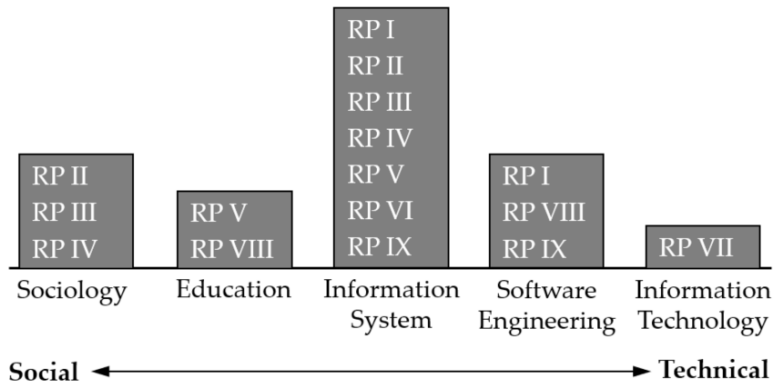 RP II
RP III
RP IV
RP V
RP VIII
RP I
RP II
RP III
RP IV
RP V
RP VI
RP IX
RP I
RP VIII
RP IX
RP VII
Sociology
Education
Information
System
Software
Engineering
Information
Technology
Social
Technical